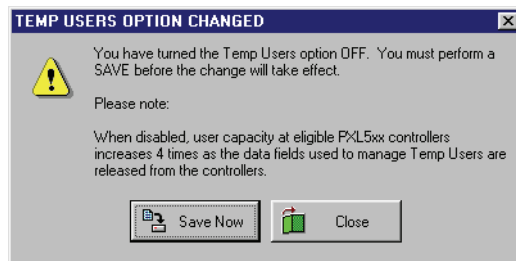 TEMP USERS OPTION CHANGED
You have turned the Temp Users option OFF. You must perform a
SAVE before the change will take effect.
Please note:
When disabled, user capacity at eligible PXL5xx controllers
increases 4 times as the data fields used to manage Temp Users are
released from the controllers.
Save Now
Close